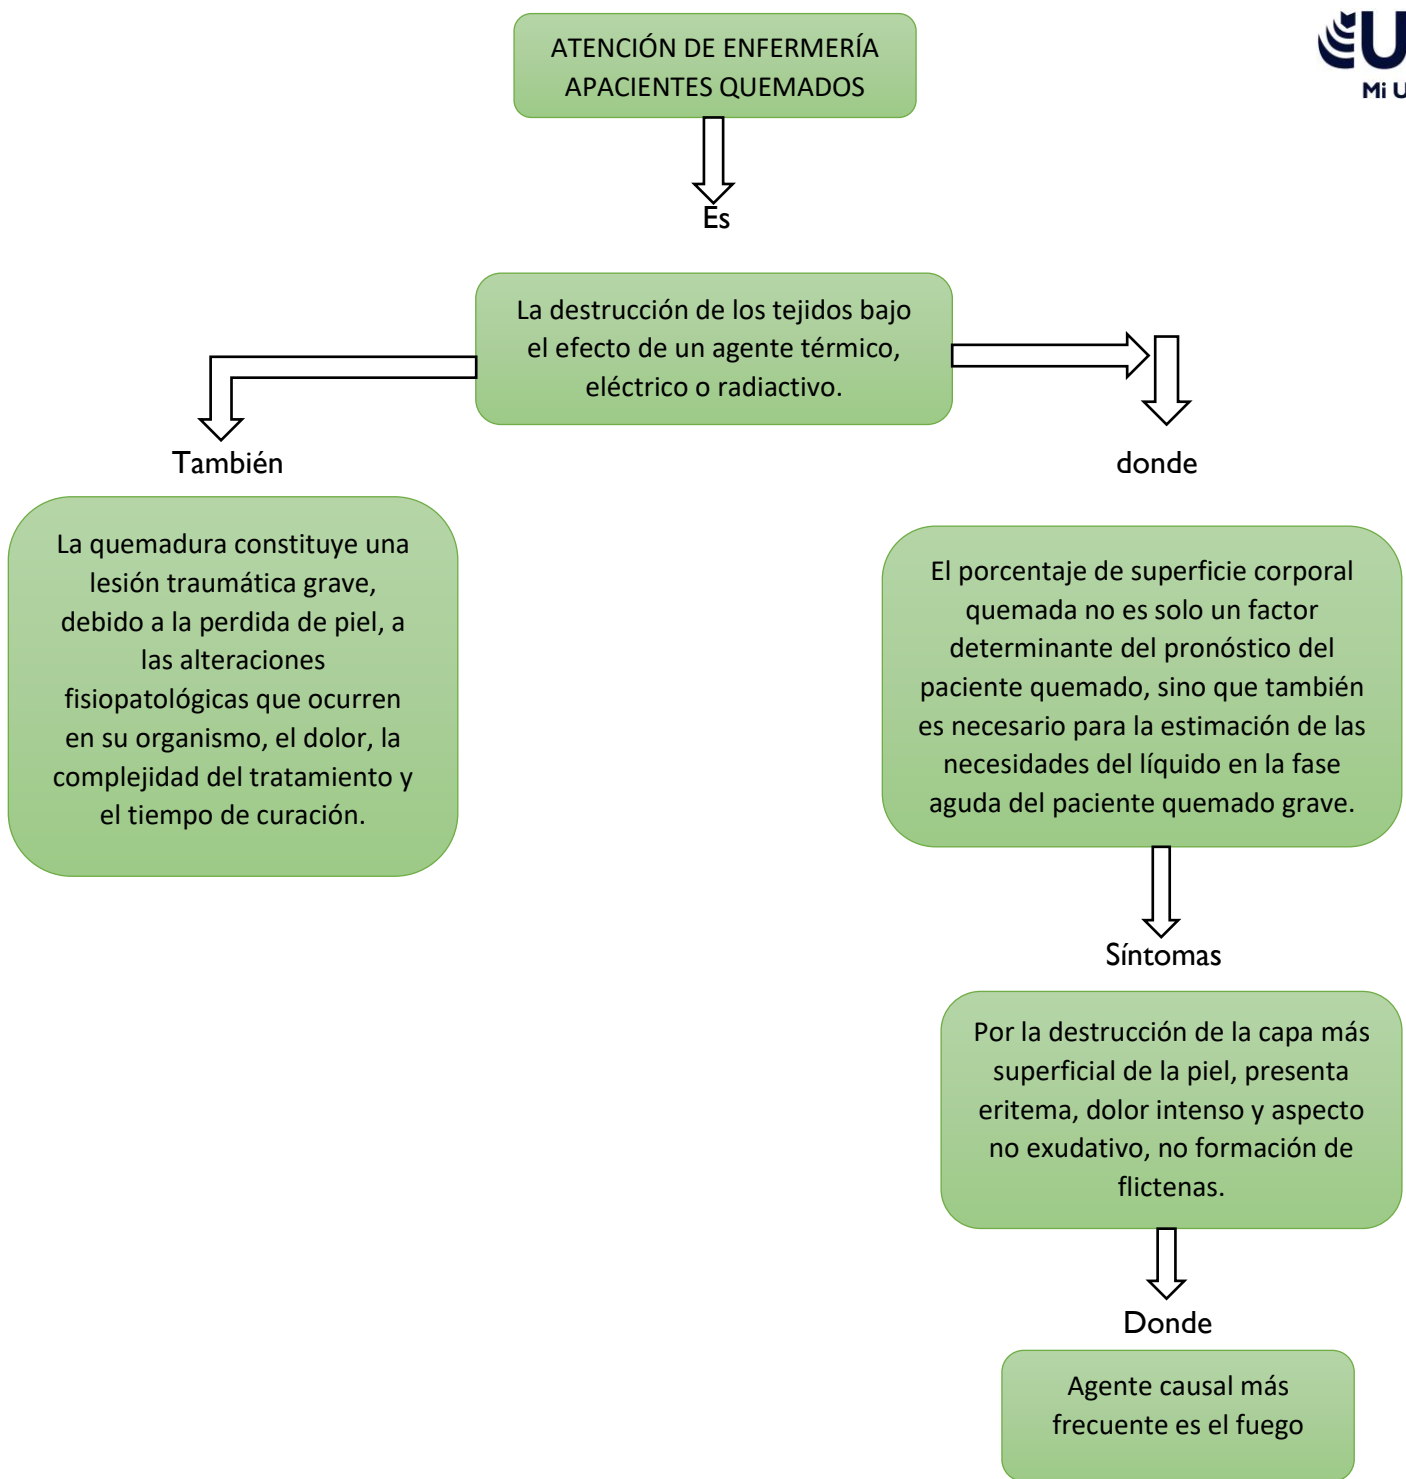 ATENCIÓN DE ENFERMERÍA
APACIENTES QUEMADOS
Mi U
Es
La destrucción de los tejidos bajo
el efecto de un agente térmico,
eléctrico o radiactivo.
También
donde
La quemadura constituye una
lesión traumática grave,
debido a la perdida de piel, a
las alteraciones
fisiopatológicas que ocurren
en su organismo, el dolor, la
complejidad del tratamiento y
el tiempo de curación.
El porcentaje de superficie corporal
quemada no es solo un factor
determinante del pronóstico del
paciente quemado, sino que también
es necesario para la estimación de las
necesidades del líquido en la fase
aguda del paciente quemado grave.
Síntomas
Por la destrucción de la capa más
superficial de la piel, presenta
eritema, dolor intenso y aspecto
no exudativo, no formación de
flictenas.
Donde
Agente causal más
frecuente es el fuego